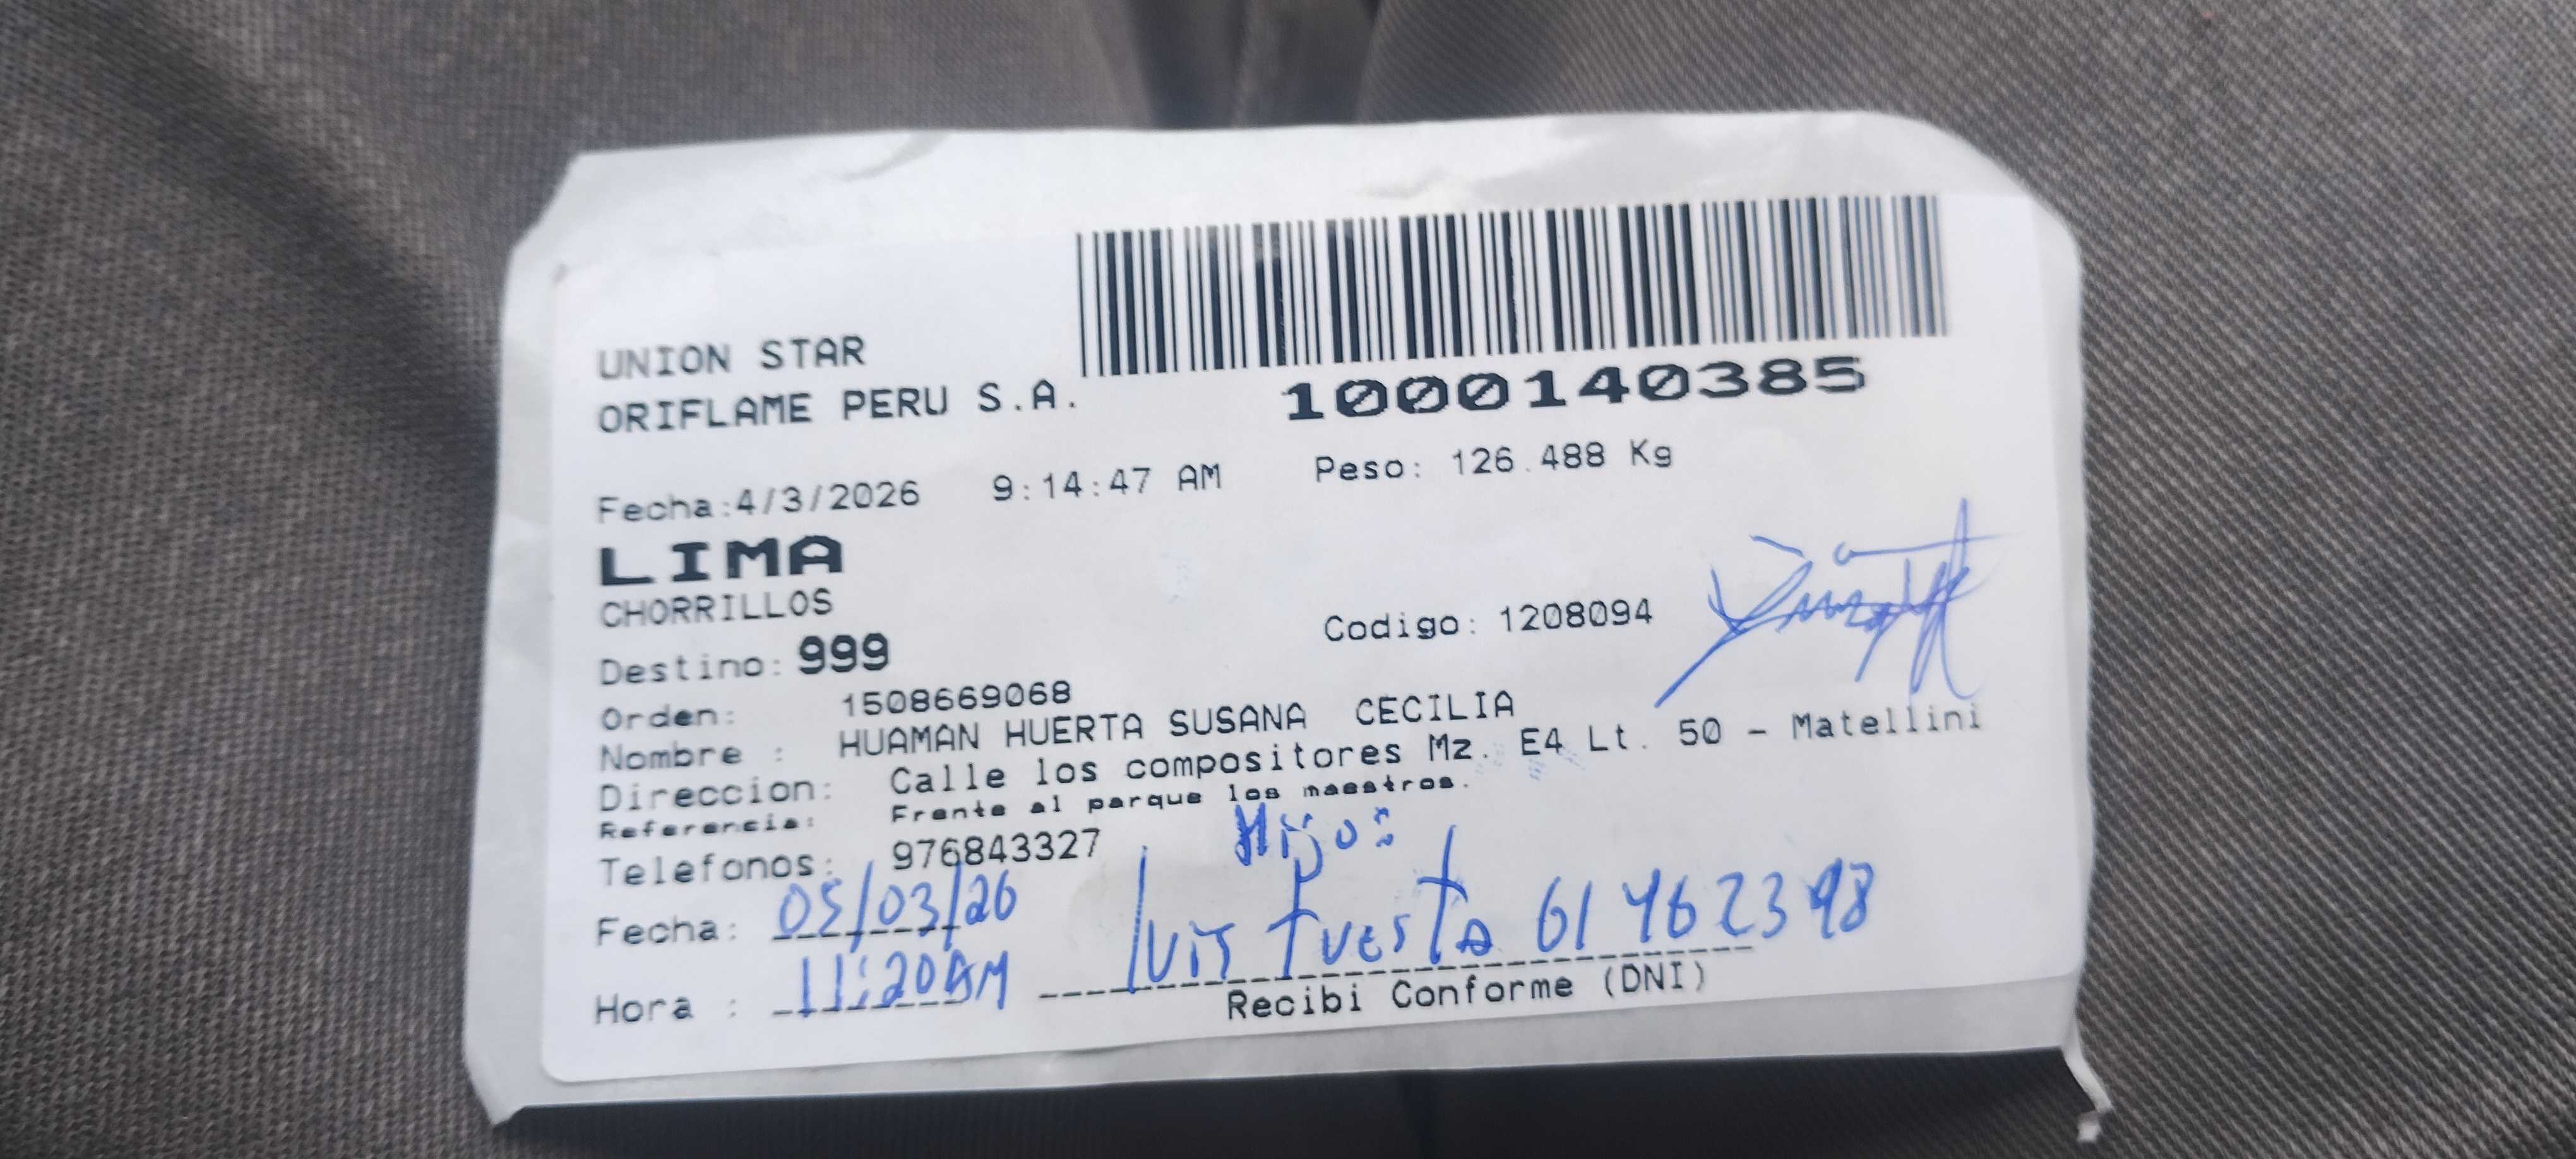 UNION STAR
ORIFLAME PERU S.A.
1000140385
Fecha:4/3/2026 9:14:47 AM Peso: 126.488 Kg
LIMA
CHORRILLOS
Destino: 999 Codigo: 1208094
Orden: 1508669068
Nombre : HUAMAN HUERTA SUSANA CECILIA
Direccion: Calle los compositores Mz. E4 Lt. 50 - Matellini
Referencia: Frente al parque los maestros.
Telefonos: 976843327
Hijo:
Fecha: 05/03/26
luis Puesta 61462398
Hora : 11:20AM
Recibi Conforme (DNI)